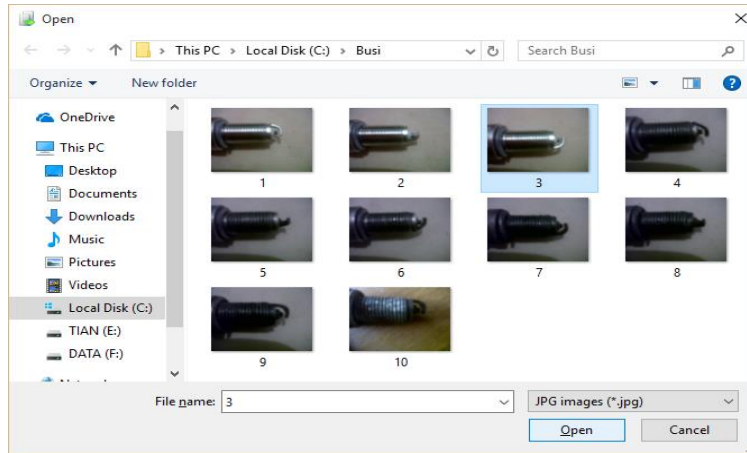 Open
This PC > Local Disk (C:) > Busi
Search Busi
Organize
New folder
OneDrive
This PC
Desktop
Documents
Downloads
Music
Pictures
Videos
Local Disk (C:)
TIAN (E:)
DATA (F:)
1
2
3
4
5
6
7
8
9
10
File name: 3
JPG images (*.jpg)
Open
Cancel